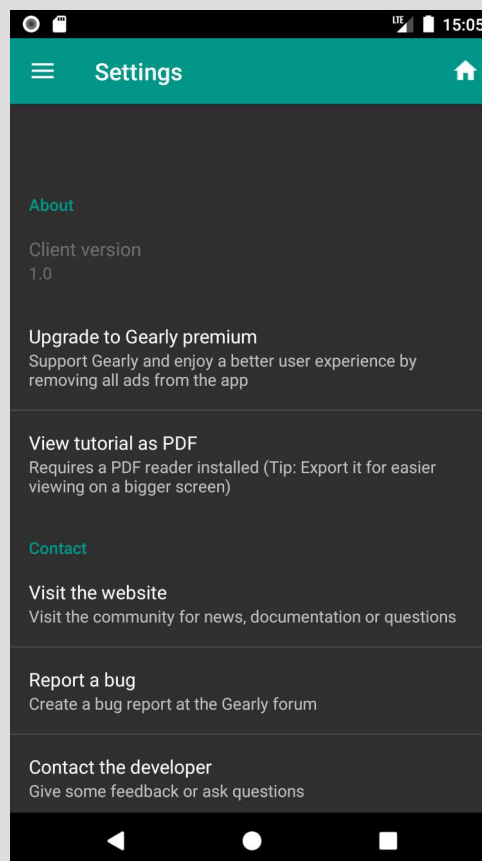 LTE 15:05
Settings
About
Client version
1.0
Upgrade to Gearly premium
Support Gearly and enjoy a better user experience by
removing all ads from the app
View tutorial as PDF
Requires a PDF reader installed (Tip: Export it for easier
viewing on a bigger screen)
Contact
Visit the website
Visit the community for news, documentation or questions
Report a bug
Create a bug report at the Gearly forum
Contact the developer
Give some feedback or ask questions